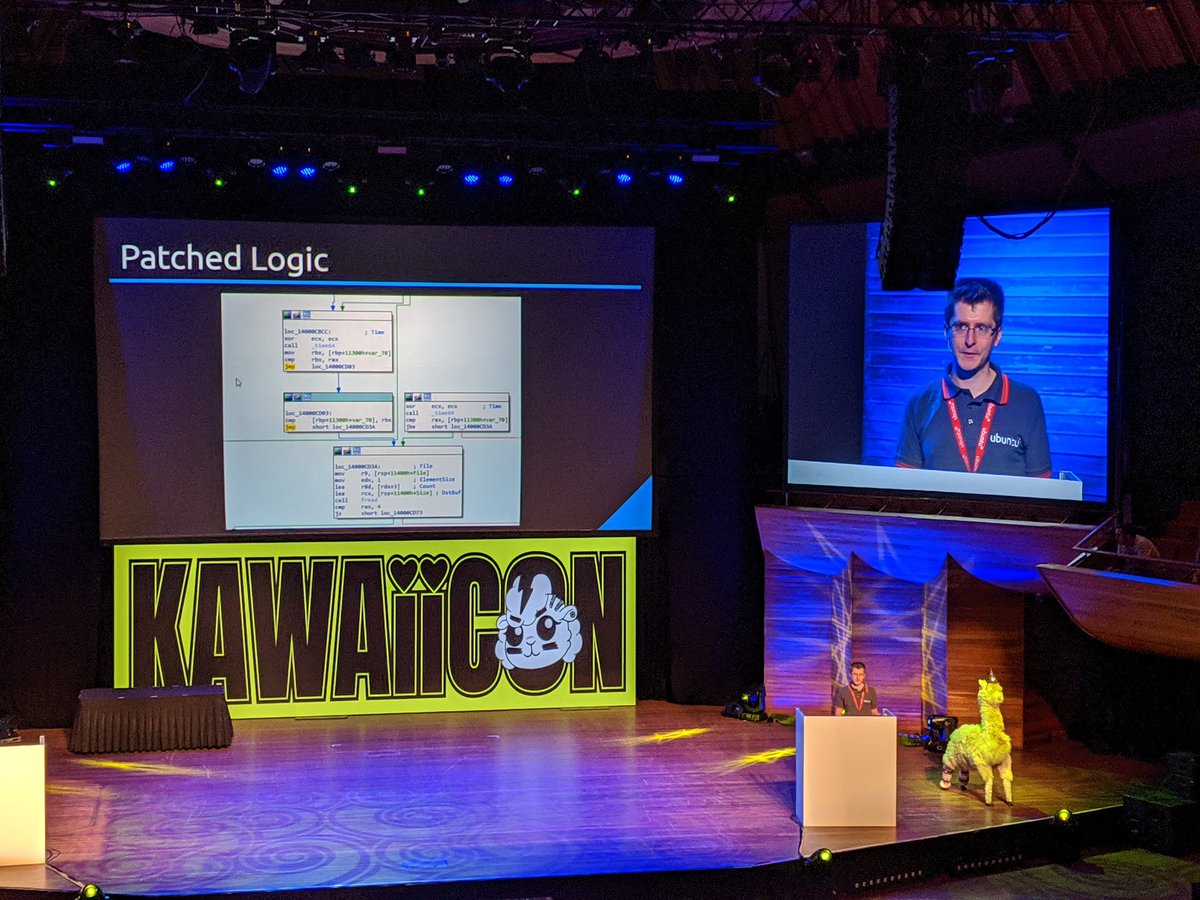 Patched Logic
loc_14000CBCC: ; Time
xor ecx, ecx
call _time64
mov rbx, [rbp+11300h+var_78]
cmp rbx, rax
jmp loc_14000CD03
loc_14000CD03:
cmp [rbp+11300h+var_70], rbx
jmp short loc_14000CD3A
xor ecx, ecx ; Time
call _time64
cmp rax, [rbp+11300h+var_70]
jbe short loc_14000CD3A
loc_14000CD3A: ; File
mov r9, [rsp+11400h+File]
mov edx, 1 ; ElementSize
lea r8d, [rdx+3] ; Count
lea rcx, [rsp+11400h+Size] ; DstBuf
call fread
cmp rax, 4
jz short loc_14000CD73
ubuntu
ubuntu
KAWAiiCON